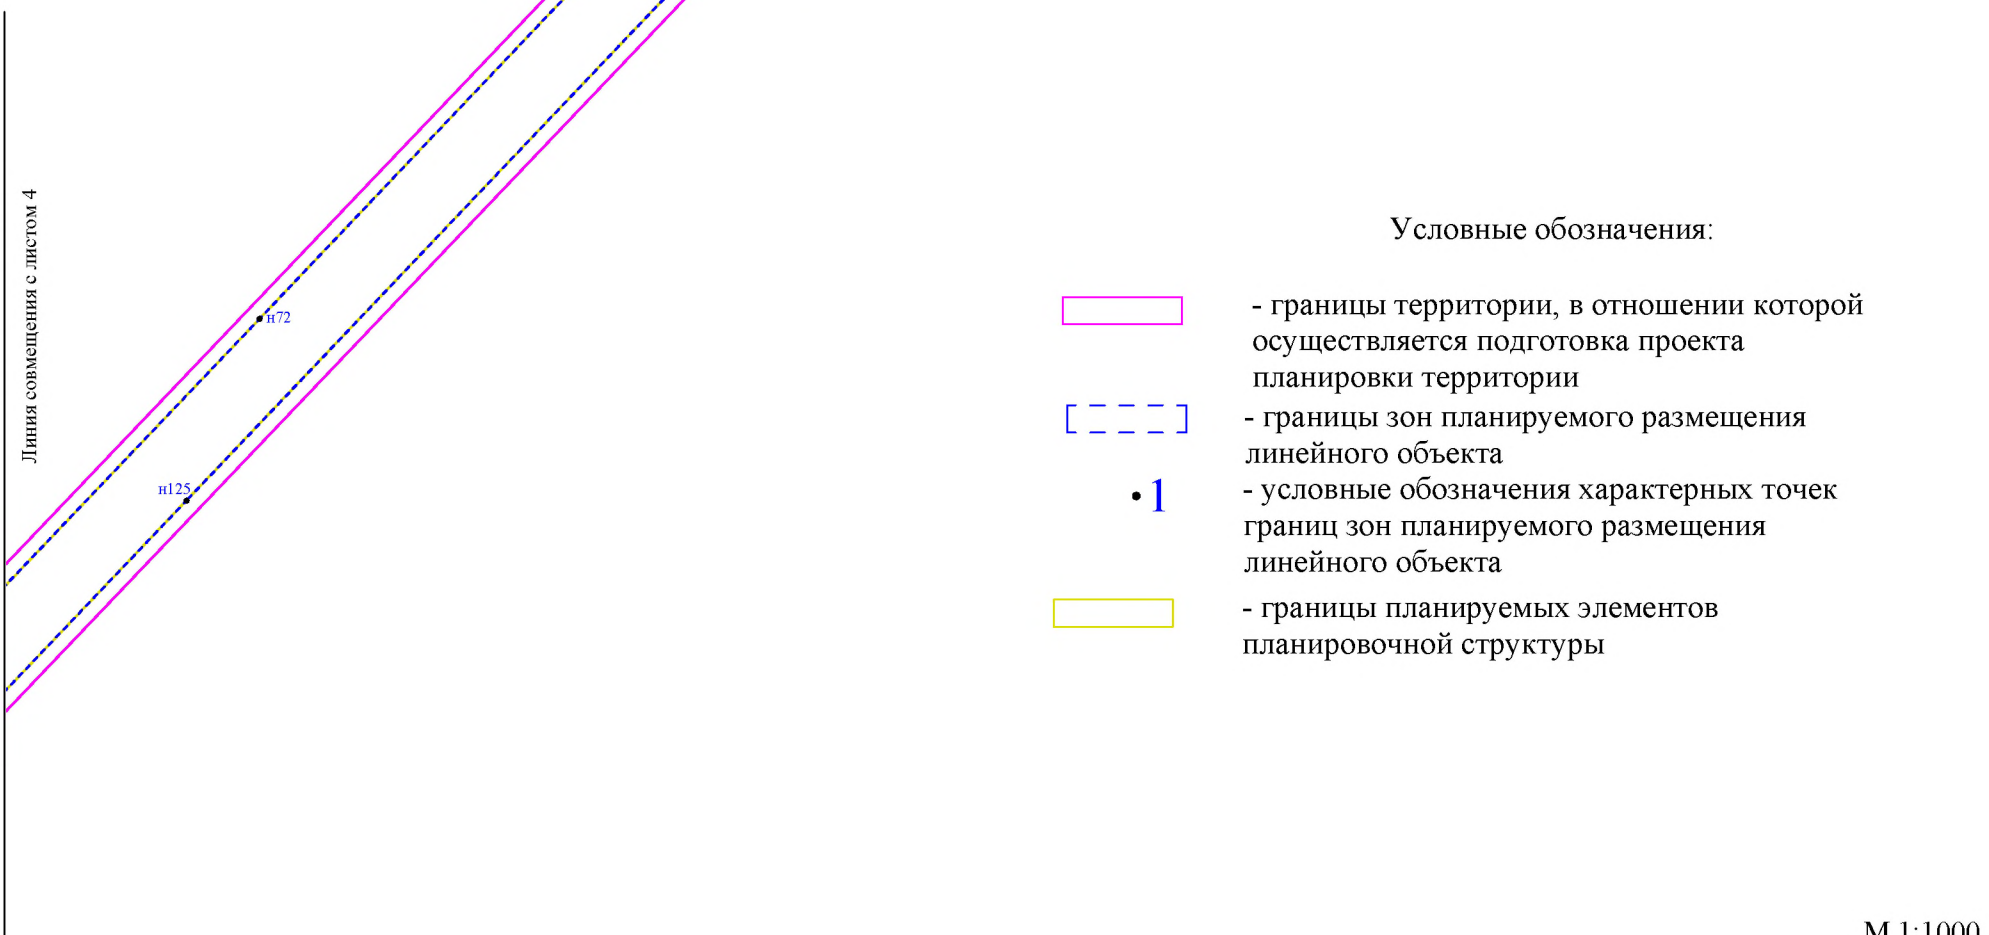 Линия совмещения с листом 4
н72
н125
Условные обозначения:
- границы территории, в отношении которой
осуществляется подготовка проекта
планировки территории
- границы зон планируемого размещения
линейного объекта
1
- условные обозначения характерных точек
границ зон планируемого размещения
линейного объекта
- границы планируемых элементов
планировочной структуры
М 1:1000